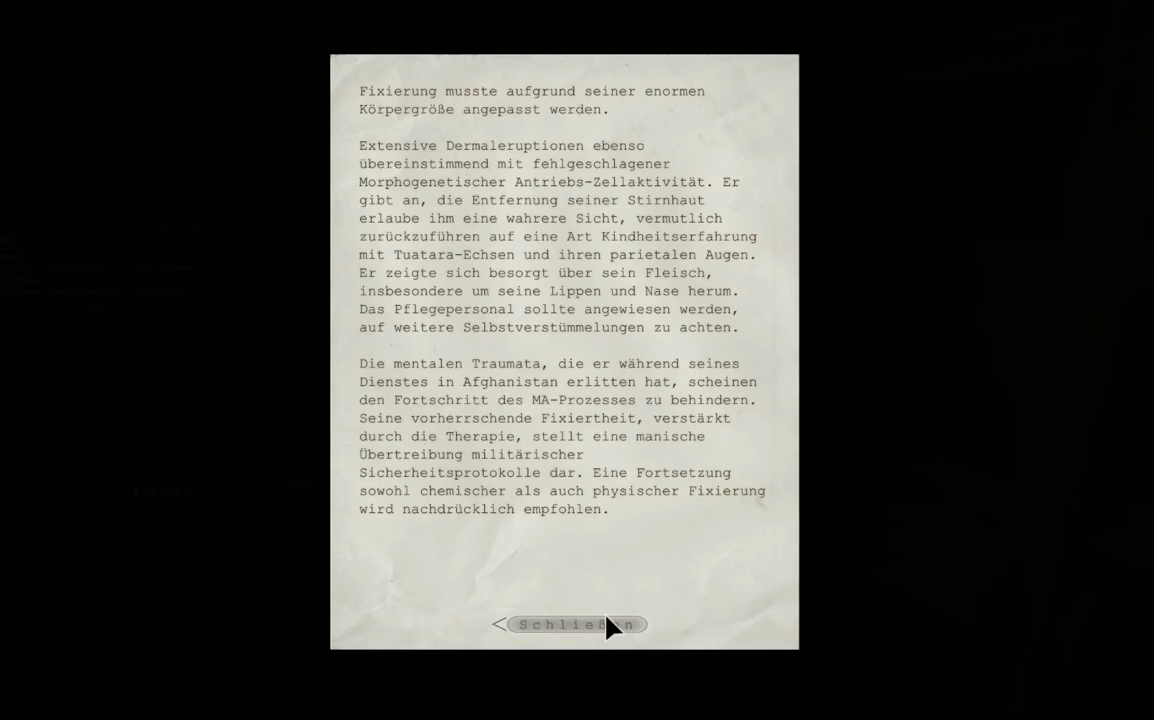 Fixierung musste aufgrund seiner enormen
Körpergröße angepasst werden.
Extensive Dermaleruptionen ebenso
übereinstimmend mit fehlgeschlagener
Morphogenetischer Antriebs-Zellaktivität. Er
gibt an, die Entfernung seiner Stirnhaut
erlaube ihm eine wahrere Sicht, vermutlich
zurückzuführen auf eine Art Kindheitserfahrung
mit Tuatara-Echsen und ihren parietalen Augen.
Er zeigte sich besorgt über sein Fleisch,
insbesondere um seine Lippen und Nase herum.
Das Pflegepersonal sollte angewiesen werden,
auf weitere Selbstverstümmelungen zu achten.
Die mentalen Traumata, die er während seines
Dienstes in Afghanistan erlitten hat, scheinen
den Fortschritt des MA-Prozesses zu behindern.
Seine vorherrschende Fixiertheit, verstärkt
durch die Therapie, stellt eine manische
Übertreibung militärischer
Sicherheitsprotokolle dar. Eine Fortsetzung
sowohl chemischer als auch physischer Fixierung
wird nachdrücklich empfohlen.
< Schließen